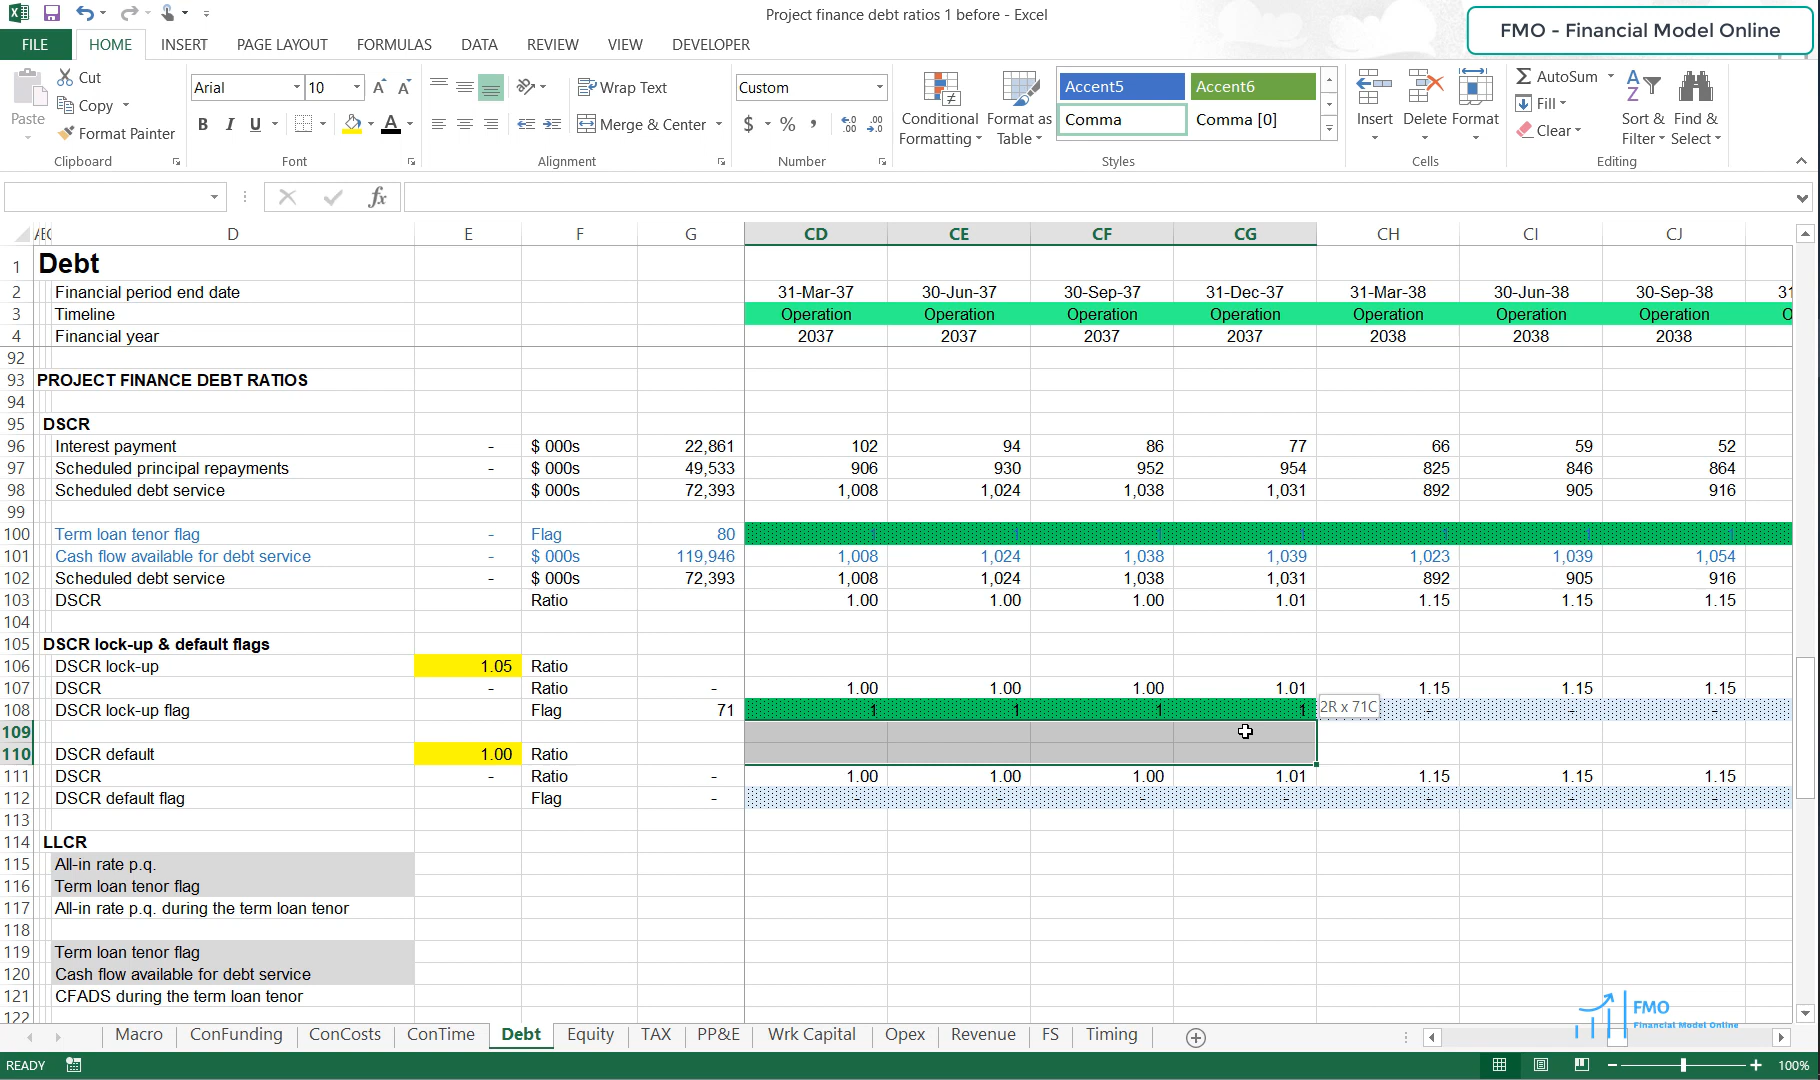 Project finance debt ratios 1 before - Excel
FMO - Financial Model Online
FILE HOME INSERT PAGE LAYOUT FORMULAS DATA REVIEW VIEW DEVELOPER
Paste Cut Copy Format Painter
Arial 10 B I U
Wrap Text Merge & Center
Custom $ % ,
Conditional Formatting Format as Table
Accent5 Accent6 Comma Comma [0]
Insert Delete Format
AutoSum Fill Clear Sort & Filter Find & Select
Clipboard Font Alignment Number Styles Cells Editing
fx
D E F G CD CE CF CG CH CI CJ
1 Debt
2 Financial period end date 31-Mar-37 30-Jun-37 30-Sep-37 31-Dec-37 31-Mar-38 30-Jun-38 30-Sep-38 31
3 Timeline Operation Operation Operation Operation Operation Operation Operation O
4 Financial year 2037 2037 2037 2037 2038 2038 2038
92
93 PROJECT FINANCE DEBT RATIOS
94
95 DSCR
96 Interest payment - $ 000s 22,861 102 94 86 77 66 59 52
97 Scheduled principal repayments - $ 000s 49,533 906 930 952 954 825 846 864
98 Scheduled debt service $ 000s 72,393 1,008 1,024 1,038 1,031 892 905 916
99
100 Term loan tenor flag - Flag 80 1 1 1 1 1 1 1
101 Cash flow available for debt service - $ 000s 119,946 1,008 1,024 1,038 1,039 1,023 1,039 1,054
102 Scheduled debt service - $ 000s 72,393 1,008 1,024 1,038 1,031 892 905 916
103 DSCR Ratio 1.00 1.00 1.00 1.01 1.15 1.15 1.15
104
105 DSCR lock-up & default flags
106 DSCR lock-up 1.05 Ratio
107 DSCR - Ratio - 1.00 1.00 1.00 1.01 1.15 1.15 1.15
108 DSCR lock-up flag Flag 71 1 1 1 1 2R x 71C - - -
109
110 DSCR default 1.00 Ratio
111 DSCR - Ratio - 1.00 1.00 1.00 1.01 1.15 1.15 1.15
112 DSCR default flag Flag - - - - - - - -
113
114 LLCR
115 All-in rate p.q.
116 Term loan tenor flag
117 All-in rate p.q. during the term loan tenor
118
119 Term loan tenor flag
120 Cash flow available for debt service
121 CFADS during the term loan tenor
122
FMO
Financial Model Online
Macro ConFunding ConCosts ConTime Debt Equity TAX PP&E Wrk Capital Opex Revenue FS Timing
READY 100%